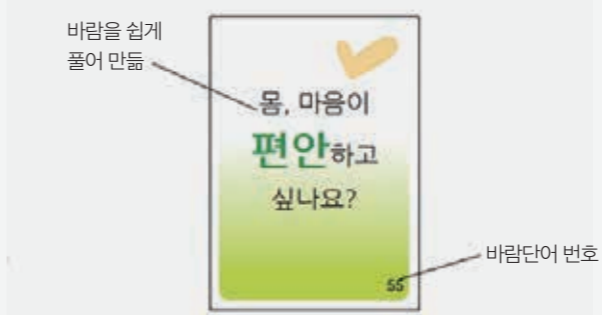 바람을 쉽게
풀어 만듦
몸, 마음이
편안하고
싶나요?
55
바람단어 번호